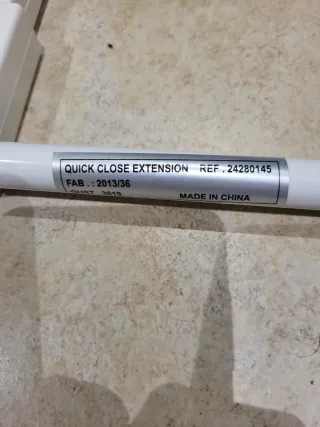 QUICK CLOSE EXTENSION REF . 24280145
FAB . : 2013/36
MADE IN CHINA